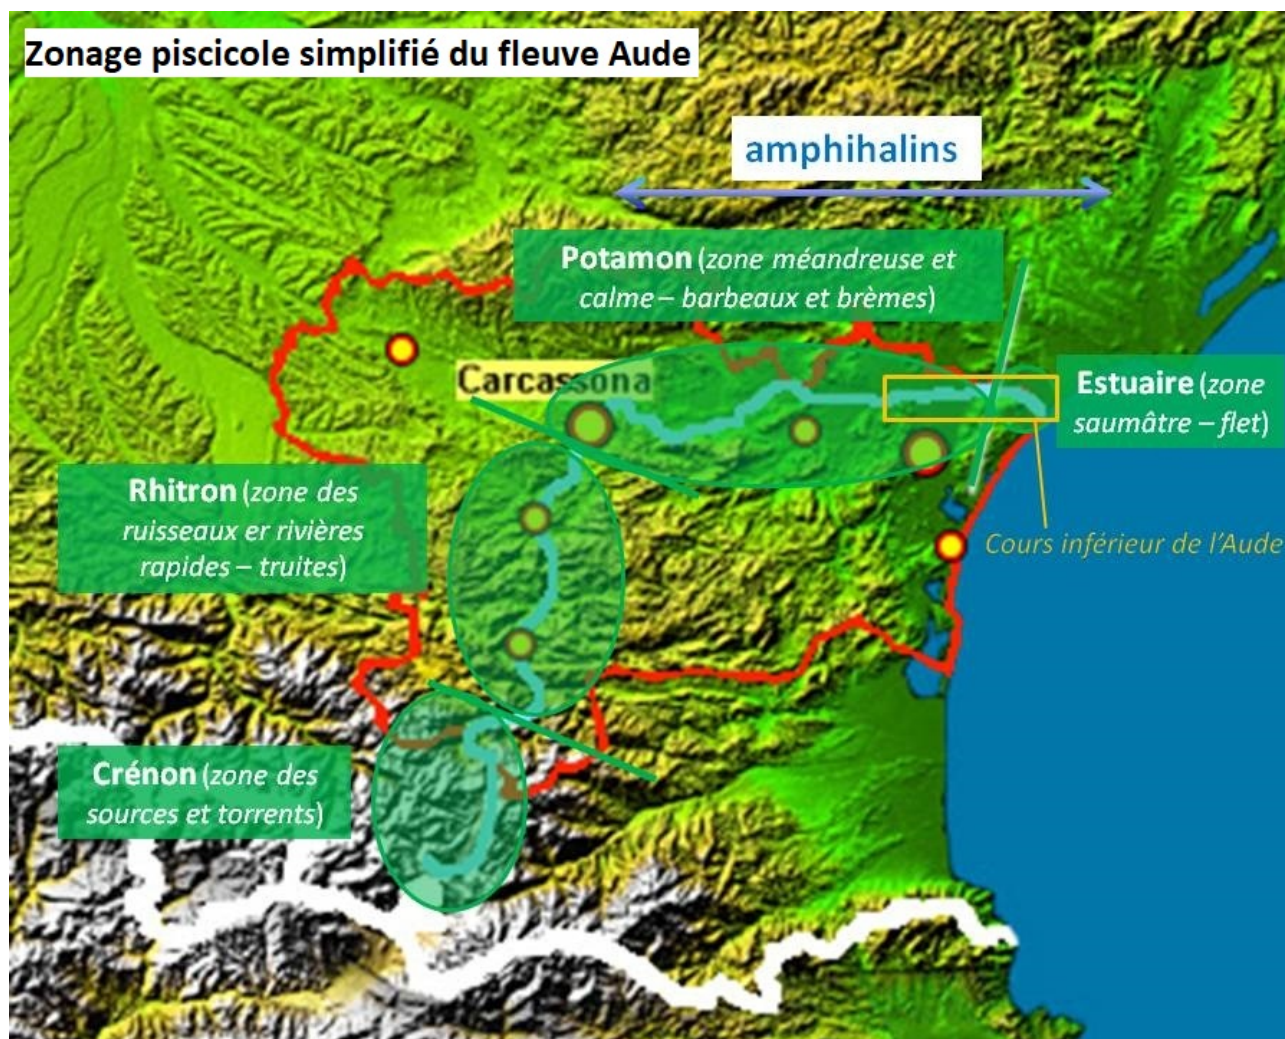 Zonage piscicole simplifié du fleuve Aude
amphihalins
Potamon (zone méandreuse et
calme – barbeaux et brèmes)
Carcassona
Estuaire (zone
saumâtre – flet)
Rhitron (zone des
ruisseaux er rivières
rapides – truites)
Cours inférieur de l'Aude
Crénon (zone des
sources et torrents)